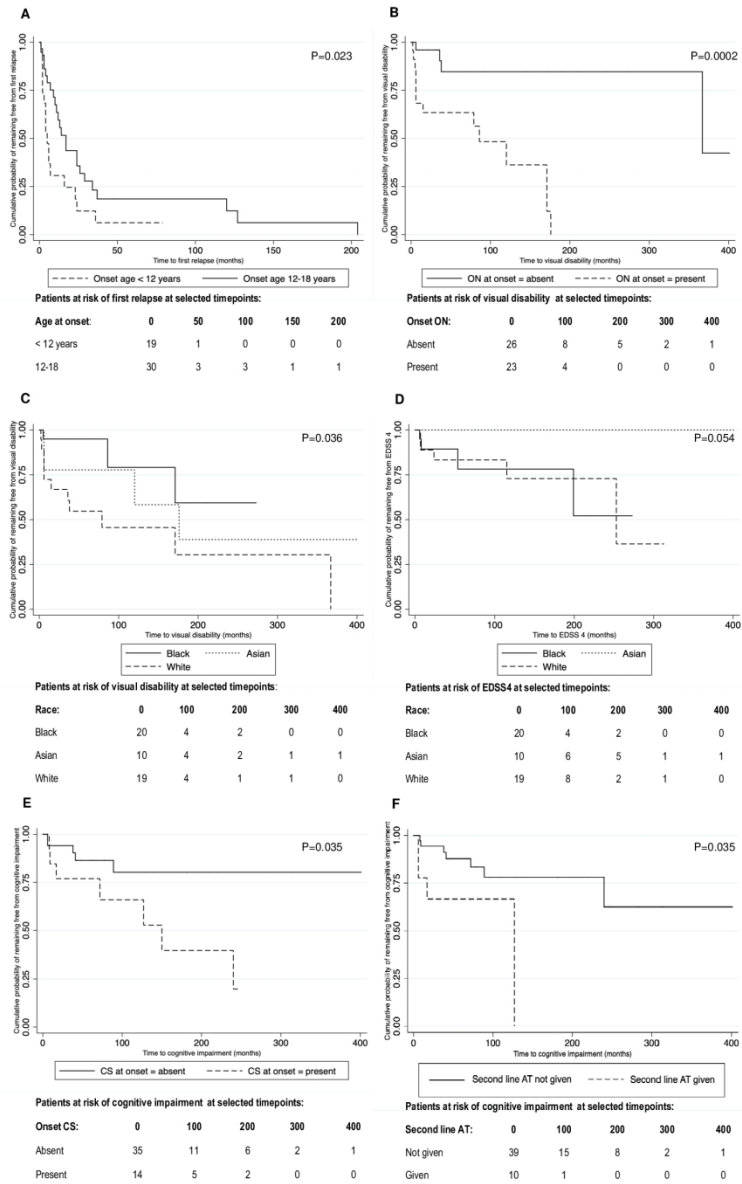 A
Cumulative probability of remaining free from first relapse
1.00
0.75
0.50
0.25
0.00
P=0.023
0 50 100 150 200
Time to first relapse (months)
Onset age < 12 years Onset age 12-18 years
Patients at risk of first relapse at selected timepoints:
Age at onset: 0 50 100 150 200
< 12 years 19 1 0 0 0
12-18 30 3 3 1 1
B
Cumulative probability of remaining free from visual disability
1.00
0.75
0.50
0.25
0.00
P=0.0002
0 100 200 300 400
Time to visual disability (months)
ON at onset = absent ON at onset = present
Patients at risk of visual disability at selected timepoints:
Onset ON: 0 100 200 300 400
Absent 26 8 5 2 1
Present 23 4 0 0 0
C
Cumulative probability of remaining free from visual disability
1.00
0.75
0.50
0.25
0.00
P=0.036
0 100 200 300 400
Time to visual disability (months)
Black Asian
White
Patients at risk of visual disability at selected timepoints:
Race: 0 100 200 300 400
Black 20 4 2 0 0
Asian 10 4 2 1 1
White 19 4 1 1 0
D
Cumulative probability of remaining free from EDSS 4
1.00
0.75
0.50
0.25
0.00
P=0.054
0 100 200 300 400
Time to EDSS 4 (months)
Black Asian
White
Patients at risk of EDSS4 at selected timepoints:
Race: 0 100 200 300 400
Black 20 4 2 0 0
Asian 10 6 5 1 1
White 19 8 2 1 0
E
Cumulative probability of remaining free from cognitive impairment
1.00
0.75
0.50
0.25
0.00
P=0.035
0 100 200 300 400
Time to cognitive impairment (months)
CS at onset = absent CS at onset = present
Patients at risk of cognitive impairment at selected timepoints:
Onset CS: 0 100 200 300 400
Absent 35 11 6 2 1
Present 14 5 2 0 0
F
Cumulative probability of remaining free from cognitive impairment
1.00
0.75
0.50
0.25
0.00
P=0.035
0 100 200 300 400
Time to cognitive impairment (months)
Second line AT not given Second line AT given
Patients at risk of cognitive impairment at selected timepoints:
Second line AT: 0 100 200 300 400
Not given 39 15 8 2 1
Given 10 1 0 0 0